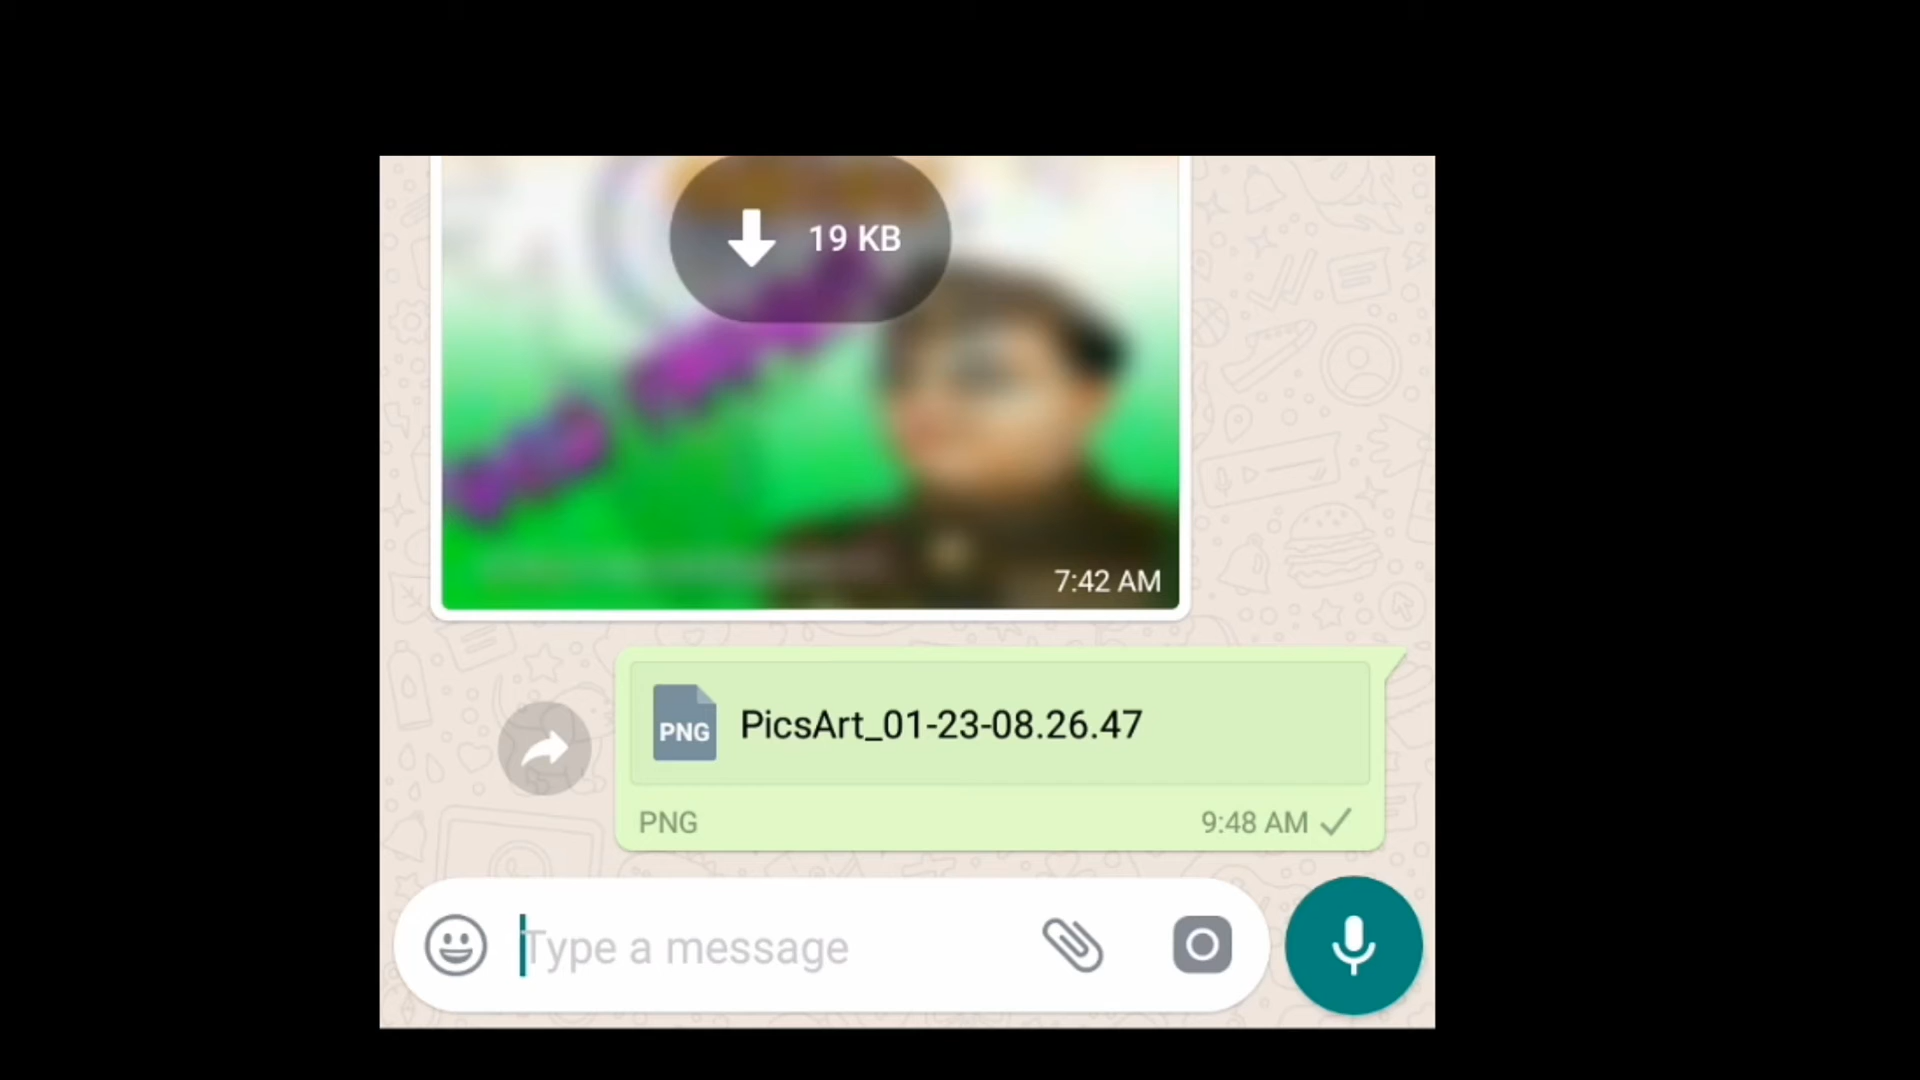 19 KB
7:42 AM
PNG PicsArt_01-23-08.26.47
PNG 9:48 AM
Type a message